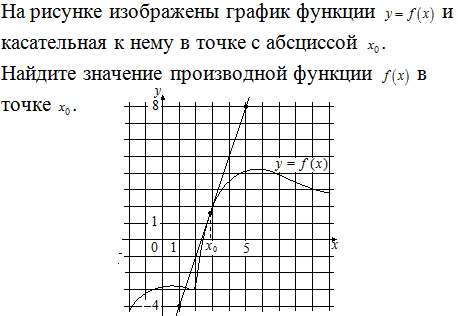 На рисунке изображены график функции y = f(x) и
касательная к нему в точке с абсциссой x₀.
Найдите значение производной функции f(x) в
точке x₀.
y
8
y = f(x)
1
0 1 x₀ 5 x
-4